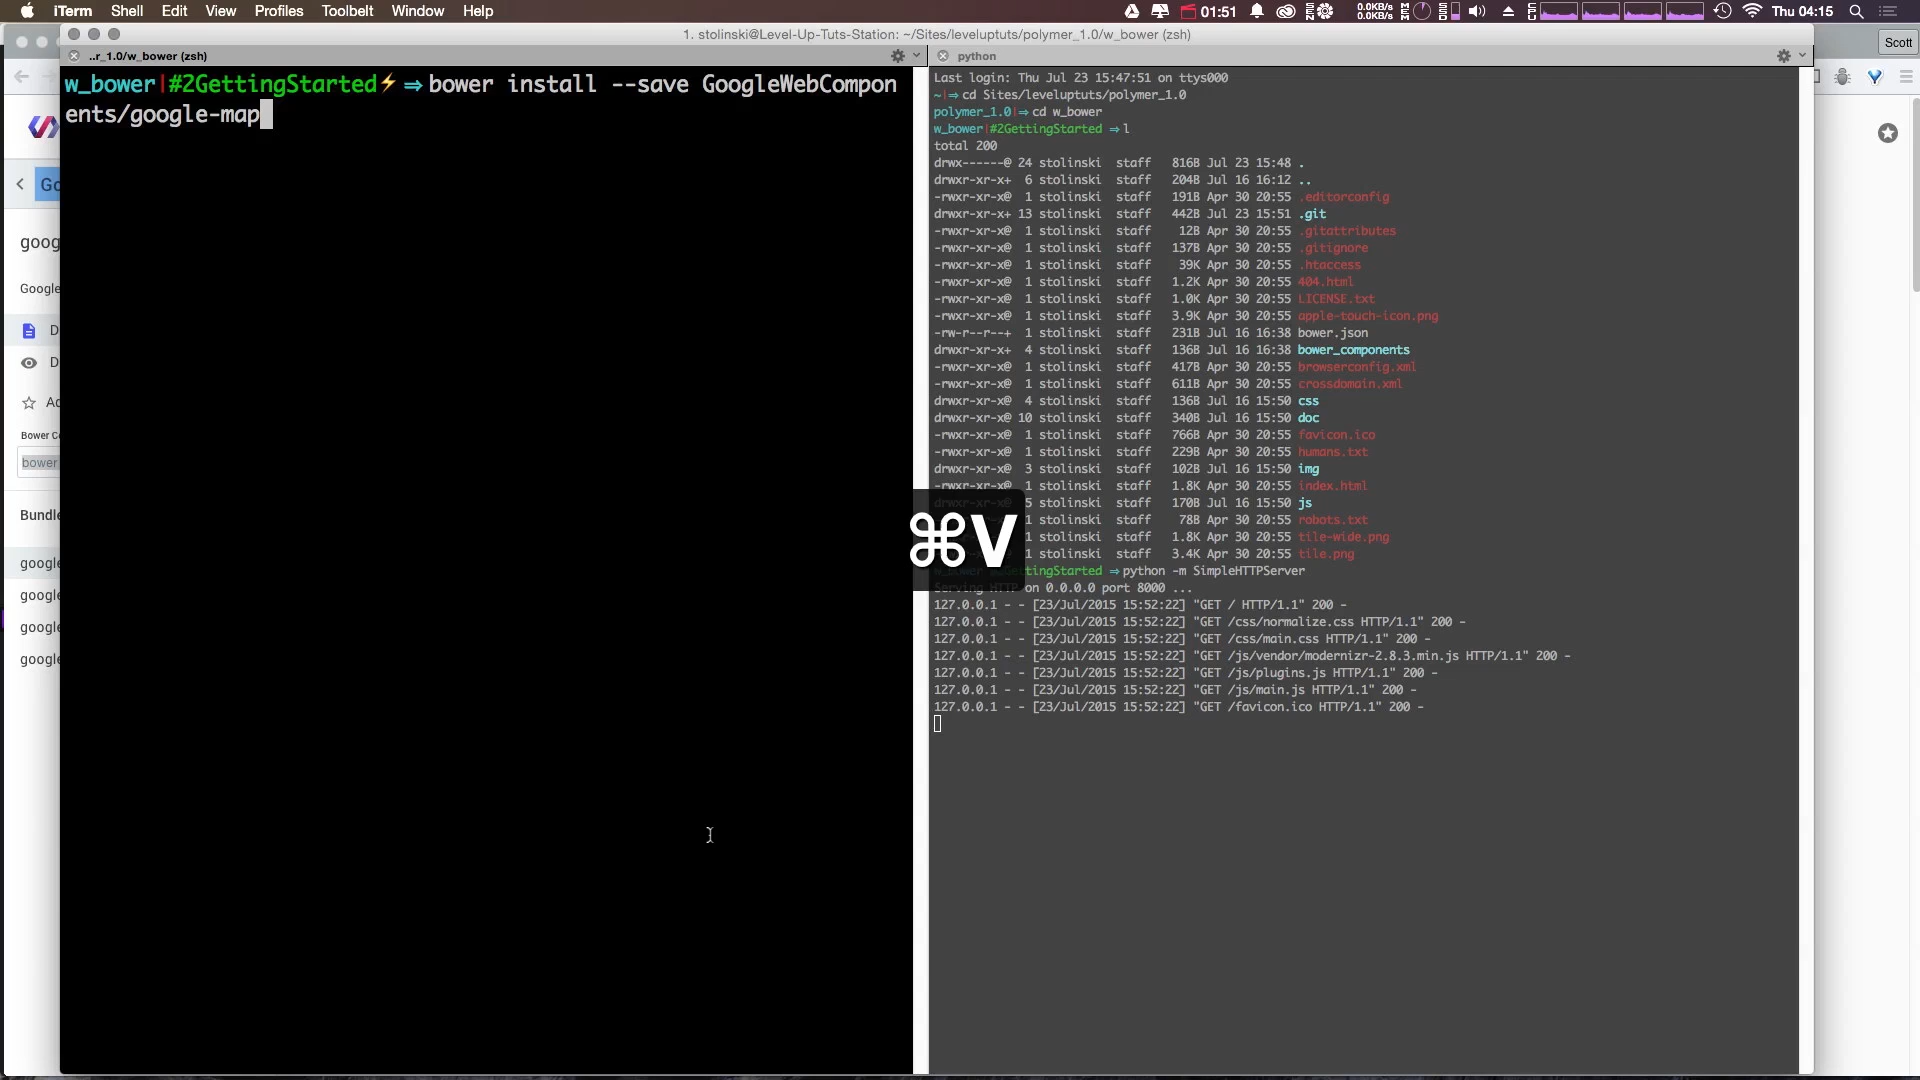 iTerm Shell Edit View Profiles Toolbelt Window Help
01:51 0.0KB/s 0.0KB/s Thu 04:15
1. stolinski@Level-Up-Tuts-Station: ~/Sites/leveluptuts/polymer_1.0/w_bower (zsh)
Scott
..r_1.0/w_bower (zsh)
python
w_bower|#2GettingStarted⚡ ⇒ bower install --save GoogleWebCompon
ents/google-map
Go
goog
Google
D
D
Ad
Bower Co
bower
Bundle
google
google
google
google
⌘V
Last login: Thu Jul 23 15:47:51 on ttys000
~|⇒ cd Sites/leveluptuts/polymer_1.0
polymer_1.0|⇒ cd w_bower
w_bower|#2GettingStarted ⇒ l
total 200
drwx------@ 24 stolinski staff 816B Jul 23 15:48 .
drwxr-xr-x+ 6 stolinski staff 204B Jul 16 16:12 ..
-rwxr-xr-x@ 1 stolinski staff 191B Apr 30 20:55 .editorconfig
drwxr-xr-x+ 13 stolinski staff 442B Jul 23 15:51 .git
-rwxr-xr-x@ 1 stolinski staff 12B Apr 30 20:55 .gitattributes
-rwxr-xr-x@ 1 stolinski staff 137B Apr 30 20:55 .gitignore
-rwxr-xr-x@ 1 stolinski staff 39K Apr 30 20:55 .htaccess
-rwxr-xr-x@ 1 stolinski staff 1.2K Apr 30 20:55 404.html
-rwxr-xr-x@ 1 stolinski staff 1.0K Apr 30 20:55 LICENSE.txt
-rwxr-xr-x@ 1 stolinski staff 3.9K Apr 30 20:55 apple-touch-icon.png
-rw-r--r--+ 1 stolinski staff 231B Jul 16 16:38 bower.json
drwxr-xr-x+ 4 stolinski staff 136B Jul 16 16:38 bower_components
-rwxr-xr-x@ 1 stolinski staff 417B Apr 30 20:55 browserconfig.xml
-rwxr-xr-x@ 1 stolinski staff 611B Apr 30 20:55 crossdomain.xml
drwxr-xr-x@ 4 stolinski staff 136B Jul 16 15:50 css
drwxr-xr-x@ 10 stolinski staff 340B Jul 16 15:50 doc
-rwxr-xr-x@ 1 stolinski staff 766B Apr 30 20:55 favicon.ico
-rwxr-xr-x@ 1 stolinski staff 229B Apr 30 20:55 humans.txt
drwxr-xr-x@ 3 stolinski staff 102B Jul 16 15:50 img
-rwxr-xr-x@ 1 stolinski staff 1.8K Apr 30 20:55 index.html
drwxr-xr-x@ 5 stolinski staff 170B Jul 16 15:50 js
1 stolinski staff 78B Apr 30 20:55 robots.txt
1 stolinski staff 1.8K Apr 30 20:55 tile-wide.png
1 stolinski staff 3.4K Apr 30 20:55 tile.png
w_bower|#2GettingStarted ⇒ python -m SimpleHTTPServer
Serving HTTP on 0.0.0.0 port 8000 ...
127.0.0.1 - - [23/Jul/2015 15:52:22] "GET / HTTP/1.1" 200 -
127.0.0.1 - - [23/Jul/2015 15:52:22] "GET /css/normalize.css HTTP/1.1" 200 -
127.0.0.1 - - [23/Jul/2015 15:52:22] "GET /css/main.css HTTP/1.1" 200 -
127.0.0.1 - - [23/Jul/2015 15:52:22] "GET /js/vendor/modernizr-2.8.3.min.js HTTP/1.1" 200 -
127.0.0.1 - - [23/Jul/2015 15:52:22] "GET /js/plugins.js HTTP/1.1" 200 -
127.0.0.1 - - [23/Jul/2015 15:52:22] "GET /js/main.js HTTP/1.1" 200 -
127.0.0.1 - - [23/Jul/2015 15:52:22] "GET /favicon.ico HTTP/1.1" 200 -